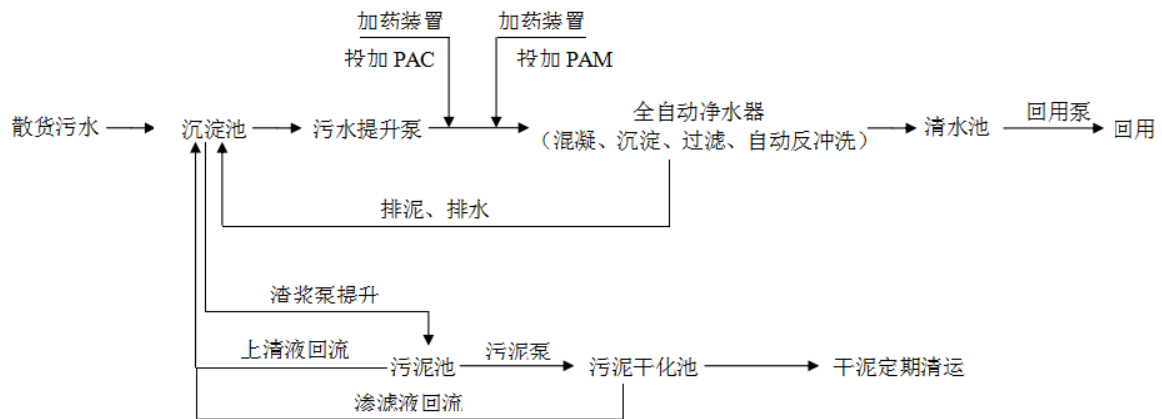 加药装置
加药装置
投加 PAC
投加 PAM
散货污水
沉淀池
污水提升泵
全自动净水器
（混凝、沉淀、过滤、自动反冲洗）
清水池
回用泵
回用
排泥、排水
渣浆泵提升
上清液回流
污泥池
污泥泵
污泥干化池
干泥定期清运
渗滤液回流